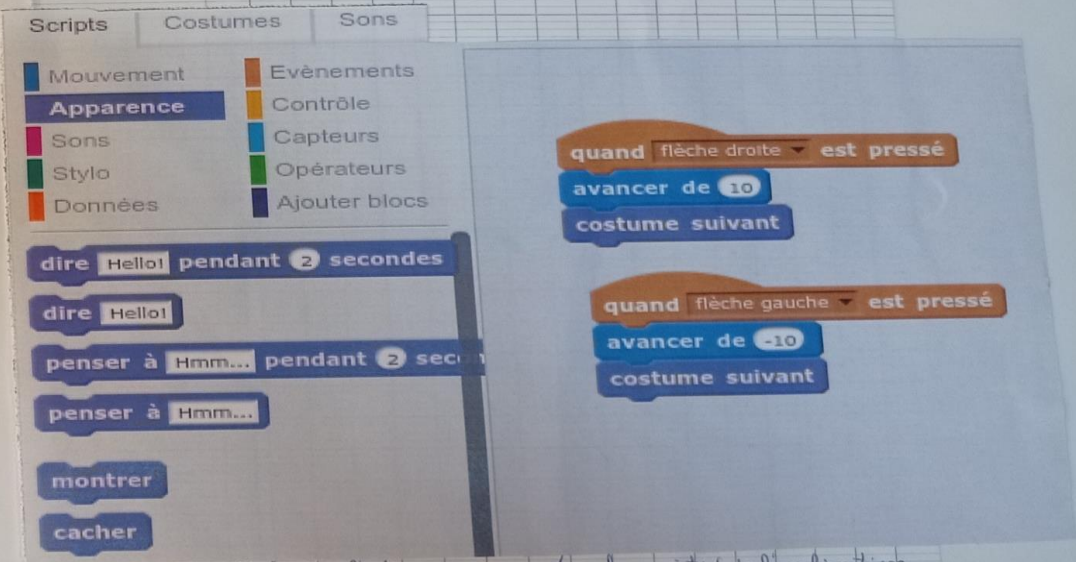 Scripts Costumes Sons
Mouvement Evènements
Apparence Contrôle
Sons Capteurs
Stylo Opérateurs
Données Ajouter blocs
dire Hello! pendant 2 secondes
dire Hello!
penser à Hmm... pendant 2 secon
penser à Hmm...
montrer
cacher
quand flèche droite est pressé
avancer de 10
costume suivant
quand flèche gauche est pressé
avancer de -10
costume suivant